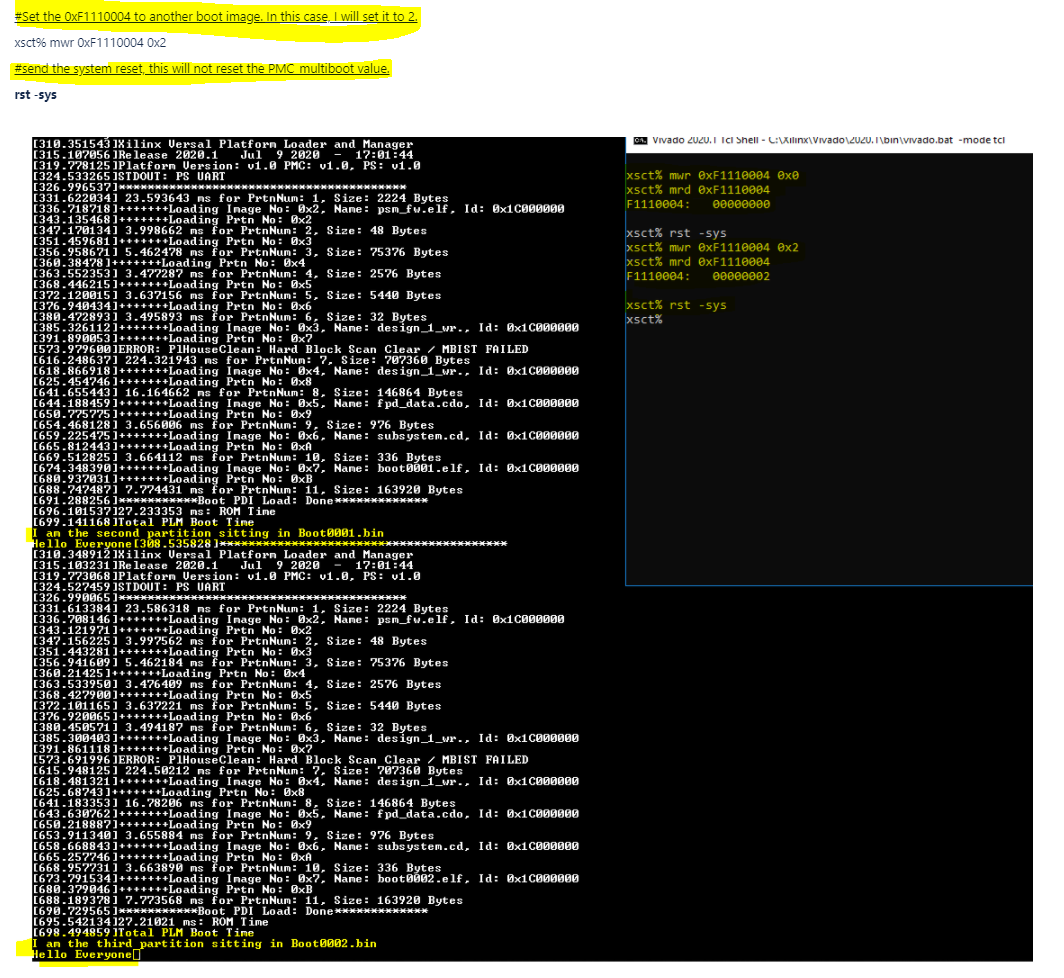 #Set the 0xF1110004 to another boot image. In this case, I will set it to 2.
xsct% mwr 0xF1110004 0x2
#send the system reset, this will not reset the PMC multiboot value.
rst -sys
[310.351543]Xilinx Versal Platform Loader and Manager
[315.107056]Release 2020.1   Jul  9 2020  -  17:01:44
[319.778125]Platform Version: v1.0 PMC: v1.0, PS: v1.0
[324.533265]STDOUT: PS UART
[326.996537]****************************************
[331.622034] 23.593643 ms for PrtnNum: 1, Size: 2224 Bytes
[336.718718]+++++++Loading Image No: 0x2, Name: psm_fw.elf, Id: 0x1C000000
[343.135468]+++++++Loading Prtn No: 0x2
[347.170134] 3.998662 ms for PrtnNum: 2, Size: 48 Bytes
[351.459681]+++++++Loading Prtn No: 0x3
[356.958671] 5.462478 ms for PrtnNum: 3, Size: 75376 Bytes
[360.38478]+++++++Loading Prtn No: 0x4
[363.552353] 3.477287 ms for PrtnNum: 4, Size: 2576 Bytes
[368.446215]+++++++Loading Prtn No: 0x5
[372.120015] 3.637156 ms for PrtnNum: 5, Size: 5440 Bytes
[376.940434]+++++++Loading Prtn No: 0x6
[380.472893] 3.495893 ms for PrtnNum: 6, Size: 32 Bytes
[385.326112]+++++++Loading Image No: 0x3, Name: design_1_wr., Id: 0x1C000000
[391.890053]+++++++Loading Prtn No: 0x7
[573.979600]ERROR: PlHouseClean: Hard Block Scan Clear / MBIST FAILED
[616.248637] 224.321943 ms for PrtnNum: 7, Size: 707360 Bytes
[618.866918]+++++++Loading Image No: 0x4, Name: design_1_wr., Id: 0x1C000000
[625.454746]+++++++Loading Prtn No: 0x8
[641.655443] 16.164662 ms for PrtnNum: 8, Size: 146864 Bytes
[644.188459]+++++++Loading Image No: 0x5, Name: fpd_data.cdo, Id: 0x1C000000
[650.775775]+++++++Loading Prtn No: 0x9
[654.468128] 3.656006 ms for PrtnNum: 9, Size: 976 Bytes
[659.225475]+++++++Loading Image No: 0x6, Name: subsystem.cd, Id: 0x1C000000
[665.812443]+++++++Loading Prtn No: 0xA
[669.512825] 3.664112 ms for PrtnNum: 10, Size: 336 Bytes
[674.348390]+++++++Loading Image No: 0x7, Name: boot0001.elf, Id: 0x1C000000
[680.937031]+++++++Loading Prtn No: 0xB
[688.747487] 7.774431 ms for PrtnNum: 11, Size: 163920 Bytes
[691.288256]***********Boot PDI Load: Done*************
[696.101537]27.233353 ms: ROM Time
[699.141168]Total PLM Boot Time
I am the second partition sitting in Boot0001.bin
Hello Everyone[308.535828]****************************************
[310.348912]Xilinx Versal Platform Loader and Manager
[315.103231]Release 2020.1   Jul  9 2020  -  17:01:44
[319.773068]Platform Version: v1.0 PMC: v1.0, PS: v1.0
[324.527459]STDOUT: PS UART
[326.990065]****************************************
[331.613384] 23.586318 ms for PrtnNum: 1, Size: 2224 Bytes
[336.708146]+++++++Loading Image No: 0x2, Name: psm_fw.elf, Id: 0x1C000000
[343.121971]+++++++Loading Prtn No: 0x2
[347.156225] 3.997562 ms for PrtnNum: 2, Size: 48 Bytes
[351.443281]+++++++Loading Prtn No: 0x3
[356.941609] 5.462184 ms for PrtnNum: 3, Size: 75376 Bytes
[360.21425]+++++++Loading Prtn No: 0x4
[363.533950] 3.476409 ms for PrtnNum: 4, Size: 2576 Bytes
[368.427900]+++++++Loading Prtn No: 0x5
[372.101165] 3.637221 ms for PrtnNum: 5, Size: 5440 Bytes
[376.920065]+++++++Loading Prtn No: 0x6
[380.450571] 3.494187 ms for PrtnNum: 6, Size: 32 Bytes
[385.300403]+++++++Loading Image No: 0x3, Name: design_1_wr., Id: 0x1C000000
[391.861118]+++++++Loading Prtn No: 0x7
[573.691996]ERROR: PlHouseClean: Hard Block Scan Clear / MBIST FAILED
[615.948125] 224.50212 ms for PrtnNum: 7, Size: 707360 Bytes
[618.481321]+++++++Loading Image No: 0x4, Name: design_1_wr., Id: 0x1C000000
[625.68743]+++++++Loading Prtn No: 0x8
[641.183353] 16.78206 ms for PrtnNum: 8, Size: 146864 Bytes
[643.630762]+++++++Loading Image No: 0x5, Name: fpd_data.cdo, Id: 0x1C000000
[650.218887]+++++++Loading Prtn No: 0x9
[653.911340] 3.655884 ms for PrtnNum: 9, Size: 976 Bytes
[658.668843]+++++++Loading Image No: 0x6, Name: subsystem.cd, Id: 0x1C000000
[665.257746]+++++++Loading Prtn No: 0xA
[668.957731] 3.663890 ms for PrtnNum: 10, Size: 336 Bytes
[673.791534]+++++++Loading Image No: 0x7, Name: boot0002.elf, Id: 0x1C000000
[680.379046]+++++++Loading Prtn No: 0xB
[688.189378] 7.773568 ms for PrtnNum: 11, Size: 163920 Bytes
[690.729565]***********Boot PDI Load: Done*************
[695.542134]27.21021 ms: ROM Time
[698.494859]Total PLM Boot Time
I am the third partition sitting in Boot0002.bin
Hello Everyone
Vivado 2020.1 Tcl Shell - C:\Xilinx\Vivado\2020.1\bin\vivado.bat -mode tcl
xsct% mwr 0xF1110004 0x0
xsct% mrd 0xF1110004
F1110004:   00000000
xsct% rst -sys
xsct% mwr 0xF1110004 0x2
xsct% mrd 0xF1110004
F1110004:   00000002
xsct% rst -sys
xsct%